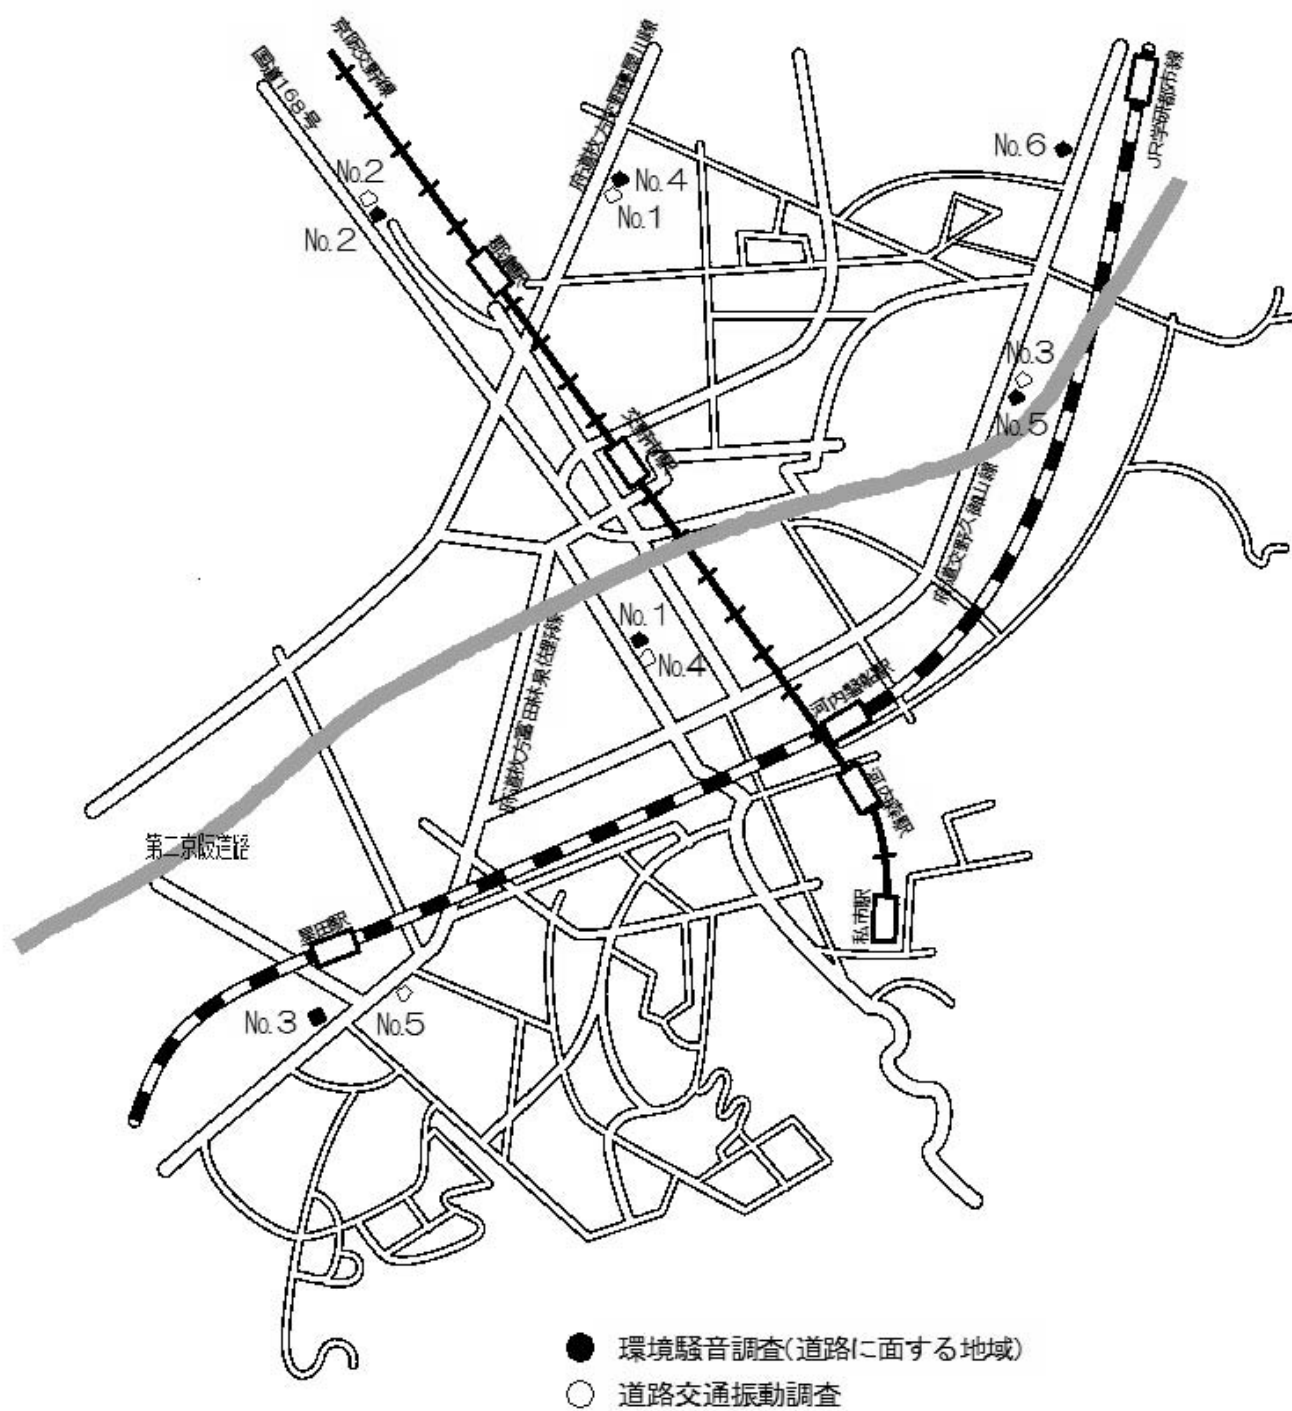 京阪交野線
国道168号
府道枚方交野寝屋川線
JR学研都市線
No.6
No.2
No.4
No.2
No.1
郡津駅
No.3
交野市駅
No.5
府道交野久御山線
No.1
No.4
府道枚方富田林泉佐野線
河内磐船駅
河内森駅
第二京阪道路
星田駅
私市駅
No.3
No.5
● 環境騒音調査(道路に面する地域)
○ 道路交通振動調査